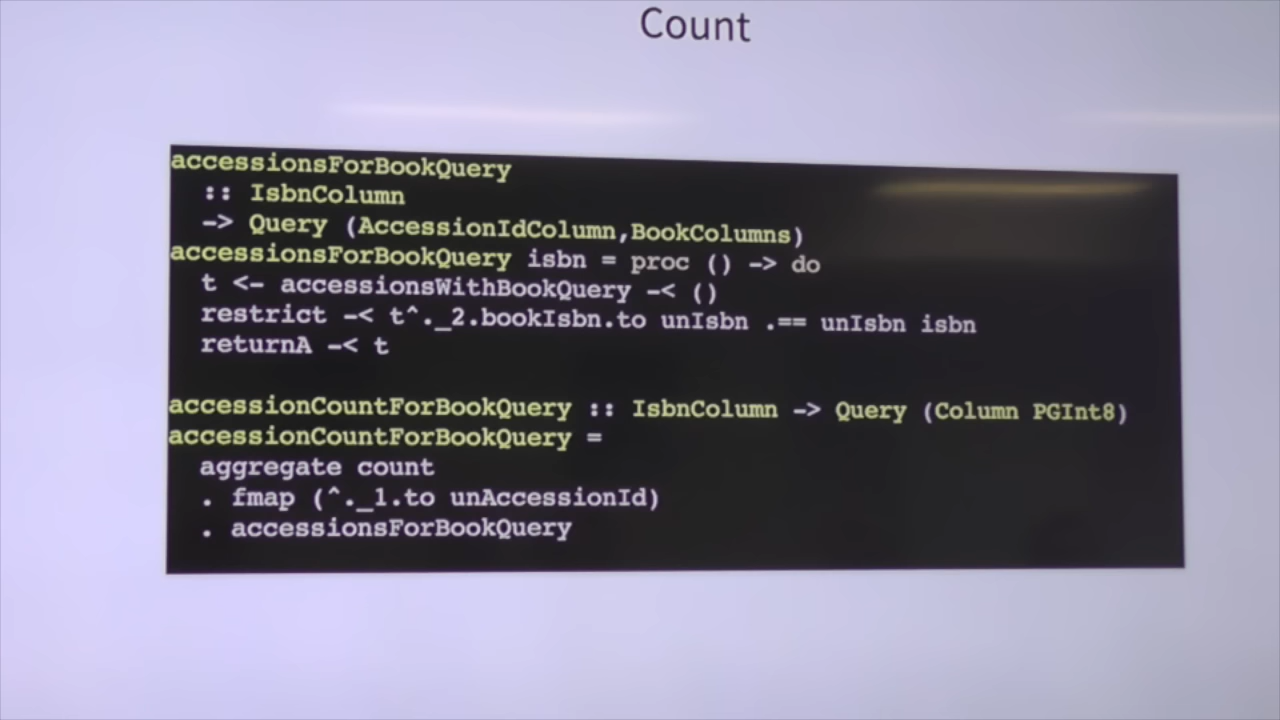 Count
accessionsForBookQuery
  :: IsbnColumn
  -> Query (AccessionIdColumn,BookColumns)
accessionsForBookQuery isbn = proc () -> do
  t <- accessionsWithBookQuery -< ()
  restrict -< t^._2.bookIsbn.to unIsbn .== unIsbn isbn
  returnA -< t
accessionCountForBookQuery :: IsbnColumn -> Query (Column PGInt8)
accessionCountForBookQuery =
  aggregate count
  . fmap (^._1.to unAccessionId)
  . accessionsForBookQuery